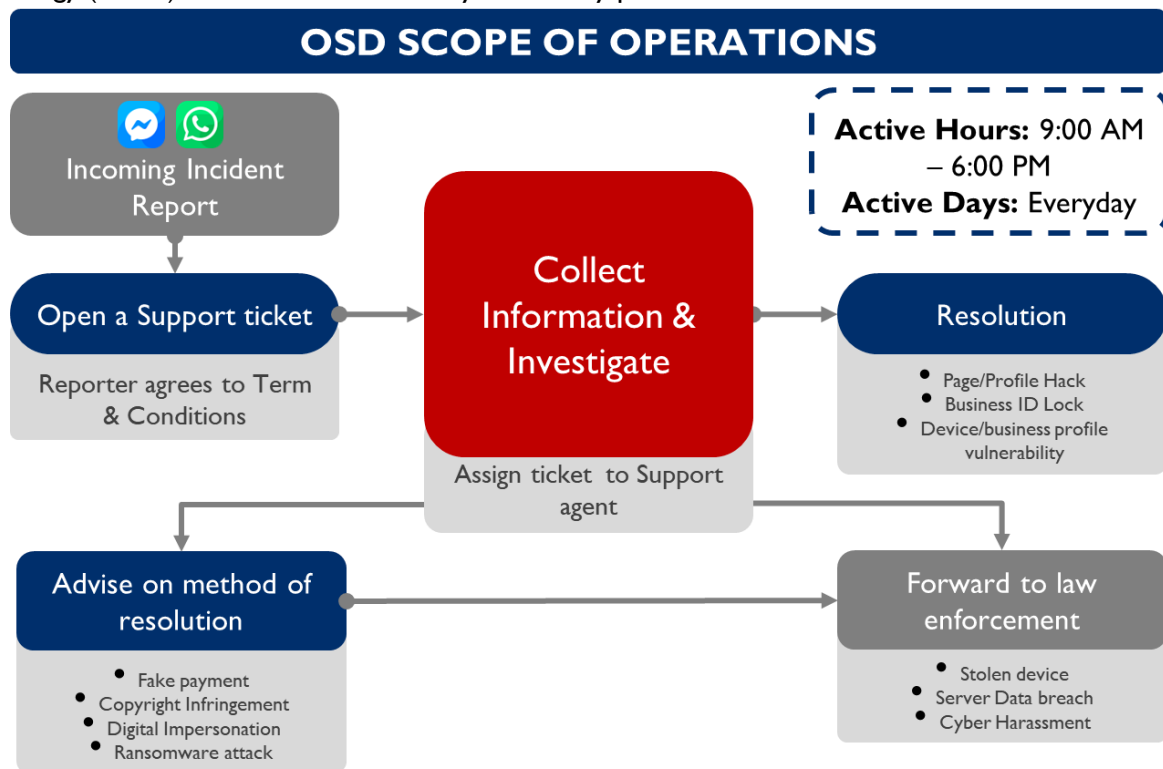 OSD SCOPE OF OPERATIONS
Incoming Incident
Report
Active Hours: 9:00 AM
– 6:00 PM
Active Days: Everyday
Open a Support ticket
Reporter agrees to Term
& Conditions
Collect
Information &
Investigate
Assign ticket to Support
agent
Resolution
• Page/Profile Hack
• Business ID Lock
• Device/business profile
vulnerability
Advise on method of
resolution
• Fake payment
• Copyright Infringement
• Digital Impersonation
• Ransomware attack
Forward to law
enforcement
• Stolen device
• Server Data breach
• Cyber Harassment